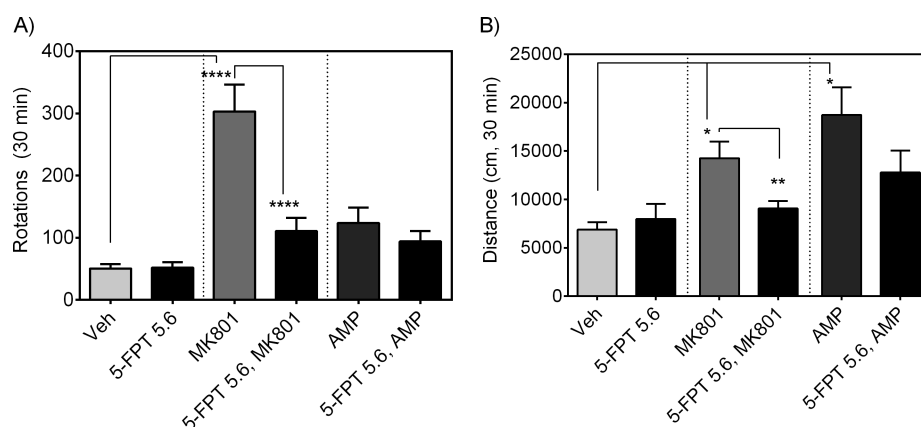 A)
Rotations (30 min)
400
300
200
100
0
****
****
Veh
5-FPT 5.6
MK801
5-FPT 5.6, MK801
AMP
5-FPT 5.6, AMP
B)
Distance (cm, 30 min)
25000
20000
15000
10000
5000
0
*
**
*
Veh
5-FPT 5.6
MK801
5-FPT 5.6, MK801
AMP
5-FPT 5.6, AMP